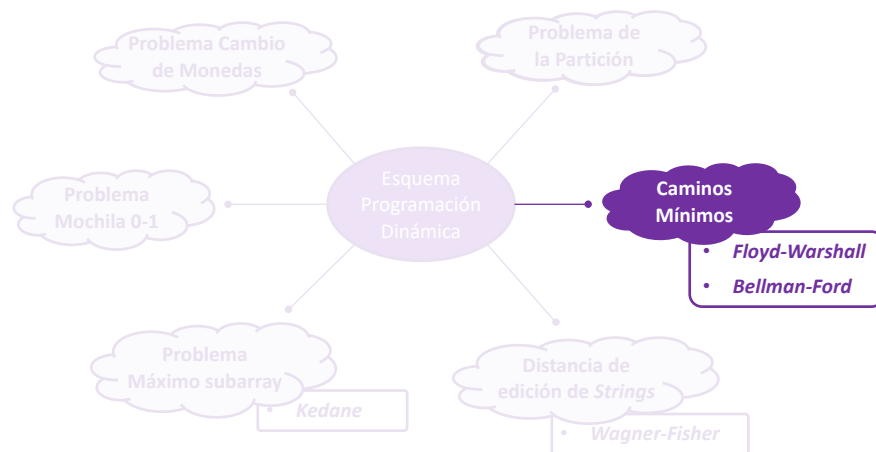 Problema Cambio
de Monedas
Problema de
la Partición
Esquema
Programación
Dinámica
Problema
Mochila 0-1
Caminos
Mínimos
• Floyd-Warshall
• Bellman-Ford
Problema
Máximo subarray
• Kedane
Distancia de
edición de Strings
• Wagner-Fisher